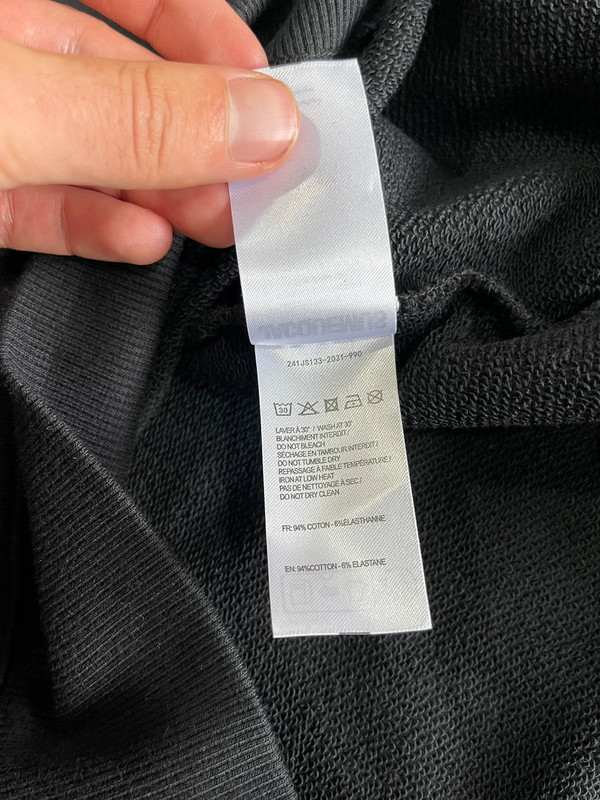 JACQUEMUS
241JS133-2031-990
30
LAVER À 30° / WASH AT 30°
BLANCHIMENT INTERDIT /
DO NOT BLEACH
SÉCHAGE EN TAMBOUR INTERDIT /
DO NOT TUMBLE DRY
REPASSAGE A FAIBLE TEMPÉRATURE /
IRON AT LOW HEAT
PAS DE NETTOYAGE À SEC /
DO NOT DRY CLEAN
FR: 94% COTON - 6%ÉLASTHANNE
EN: 94%COTTON - 6% ELASTANE